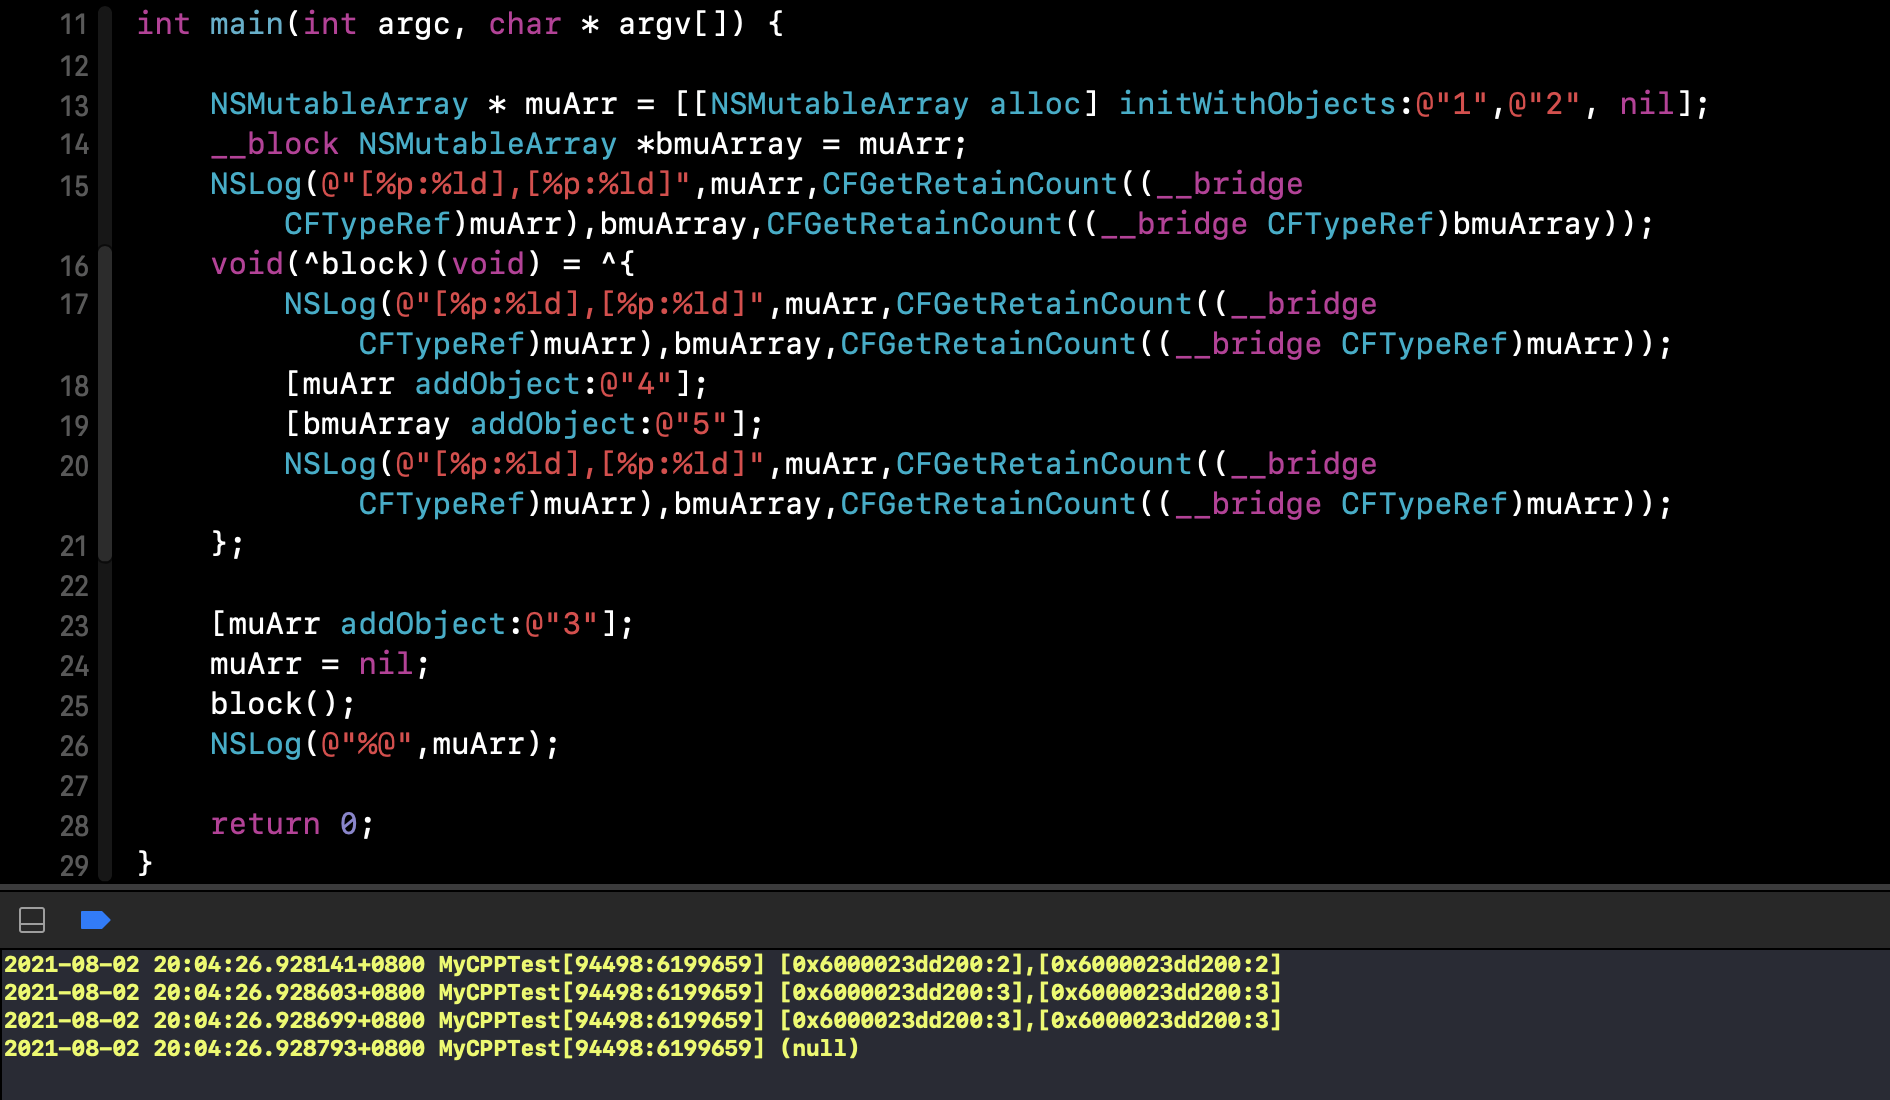 11 int main(int argc, char * argv[]) {
12
13 NSMutableArray * muArr = [[NSMutableArray alloc] initWithObjects:@"1",@"2", nil];
14 __block NSMutableArray *bmuArray = muArr;
15 NSLog(@"[%p:%ld],[%p:%ld]",muArr,CFGetRetainCount((__bridge
CFTypeRef)muArr),bmuArray,CFGetRetainCount((__bridge CFTypeRef)bmuArray));
16 void(^block)(void) = ^{
17 NSLog(@"[%p:%ld],[%p:%ld]",muArr,CFGetRetainCount((__bridge
CFTypeRef)muArr),bmuArray,CFGetRetainCount((__bridge CFTypeRef)muArr));
18 [muArr addObject:@"4"];
19 [bmuArray addObject:@"5"];
20 NSLog(@"[%p:%ld],[%p:%ld]",muArr,CFGetRetainCount((__bridge
CFTypeRef)muArr),bmuArray,CFGetRetainCount((__bridge CFTypeRef)muArr));
21 };
22
23 [muArr addObject:@"3"];
24 muArr = nil;
25 block();
26 NSLog(@"%@",muArr);
27
28 return 0;
29 }
2021-08-02 20:04:26.928141+0800 MyCPPTest[94498:6199659] [0x6000023dd200:2],[0x6000023dd200:2]
2021-08-02 20:04:26.928603+0800 MyCPPTest[94498:6199659] [0x6000023dd200:3],[0x6000023dd200:3]
2021-08-02 20:04:26.928699+0800 MyCPPTest[94498:6199659] [0x6000023dd200:3],[0x6000023dd200:3]
2021-08-02 20:04:26.928793+0800 MyCPPTest[94498:6199659] (null)